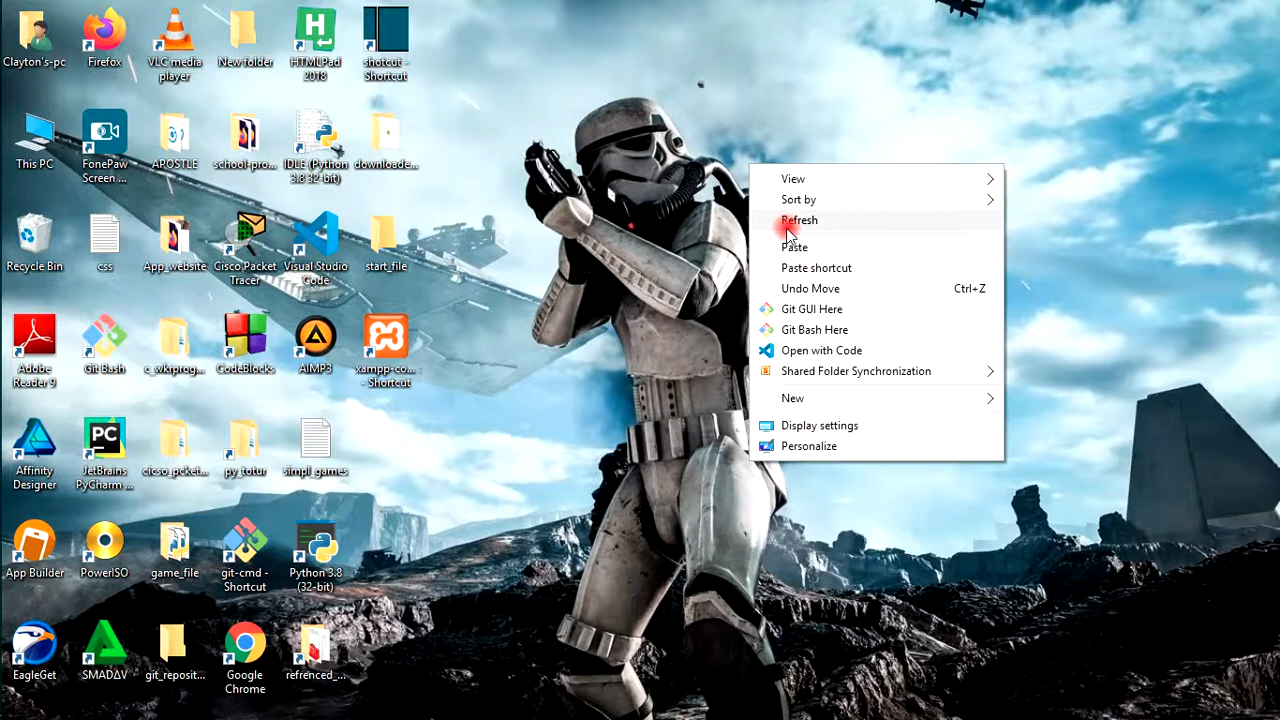 Clayton's-pc
Firefox
VLC media
player
New folder
HTMLPad
2018
shotcut -
Shortcut
This PC
FonePaw
Screen ...
APOSTLE
school-pro...
IDLE (Python
3.8 32-bit)
downloade...
Recycle Bin
css
App_website
Cisco Packet
Tracer
Visual Studio
Code
start_file
Adobe
Reader 9
Git Bash
c_wkrprog...
CodeBlocks
AIMP3
xampp-co...
- Shortcut
Affinity
Designer
JetBrains
PyCharm ...
cicso_pcket...
py_totur
simpl_games
App Builder
PowerISO
game_file
git-cmd -
Shortcut
Python 3.8
(32-bit)
EagleGet
SMADΔV
git_reposit...
Google
Chrome
refrenced_...
View
Sort by
Refresh
Paste
Paste shortcut
Undo Move Ctrl+Z
Git GUI Here
Git Bash Here
Open with Code
Shared Folder Synchronization
New
Display settings
Personalize